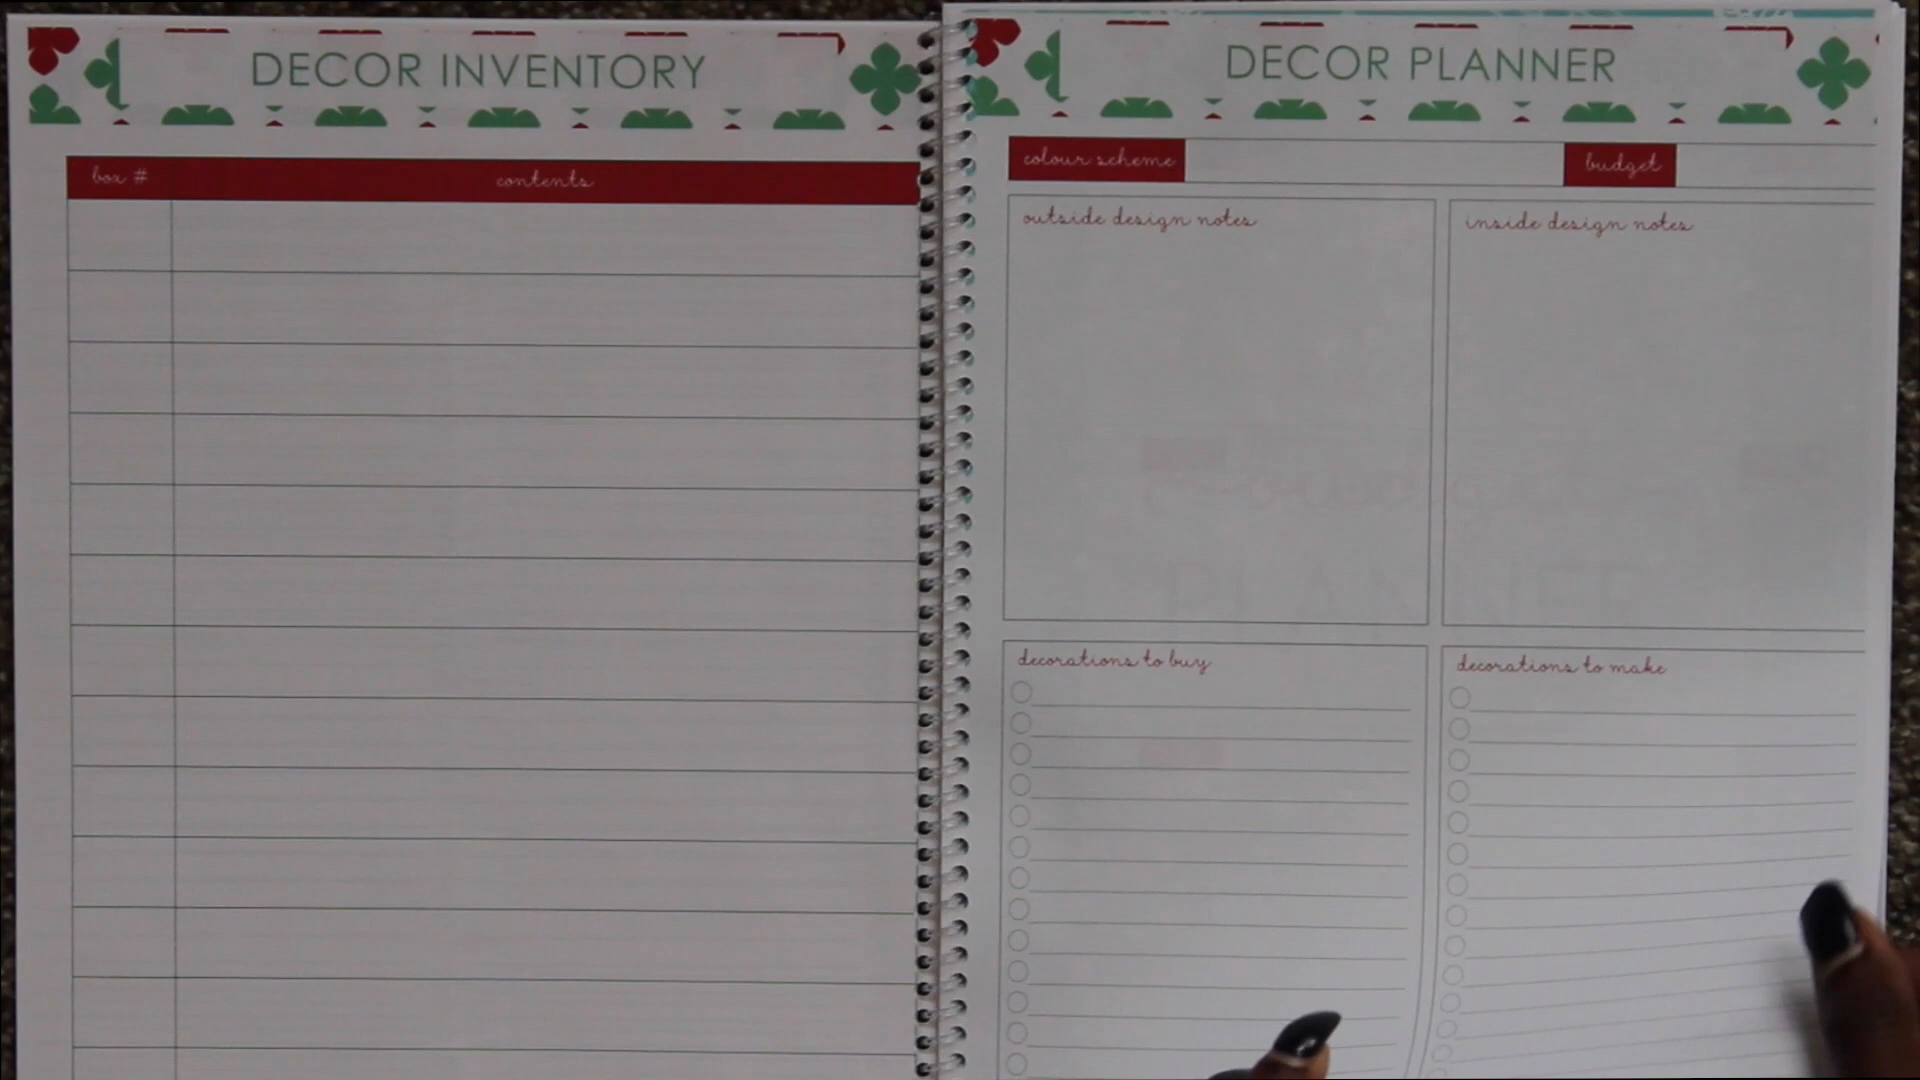 DECOR INVENTORY
box # contents
DECOR PLANNER
colour scheme budget
outside design notes inside design notes
decorations to buy decorations to make